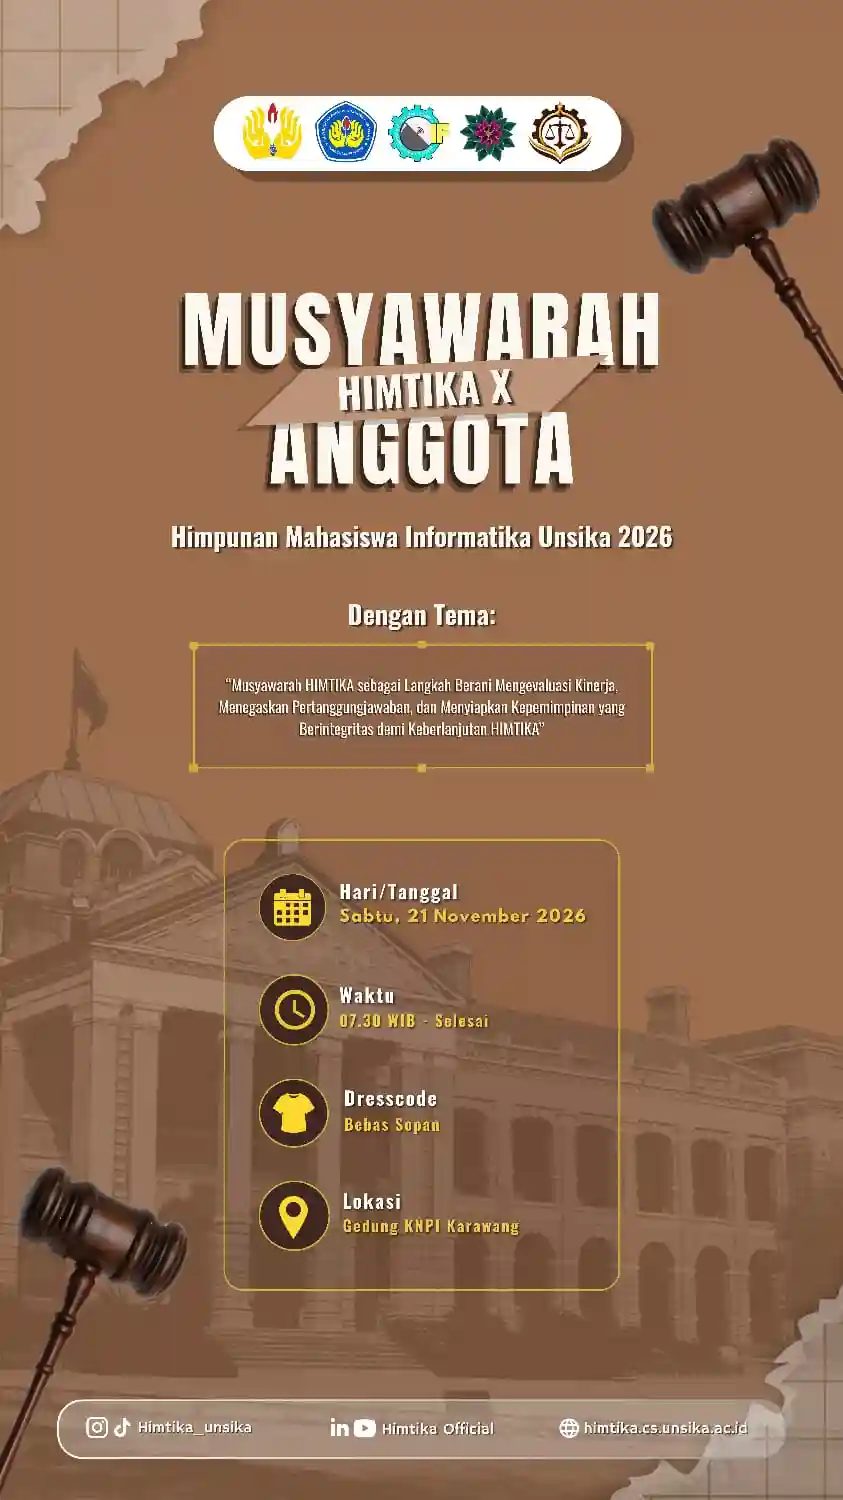 MUSYAWARAH
HIMTIKA X
ANGGOTA
Himpunan Mahasiswa Informatika Unsika 2026
Dengan Tema:
“Musyawarah HIMTIKA sebagai Langkah Berani Mengevaluasi Kinerja,
Menegaskan Pertanggungjawaban, dan Menyiapkan Kepemimpinan yang
Berintegritas demi Keberlanjutan HIMTIKA”
Hari/Tanggal
Sabtu, 21 November 2026
Waktu
07.30 WIB - Selesai
Dresscode
Bebas Sopan
Lokasi
Gedung KNPI Karawang
Himtika_unsika
Himtika Official
himtika.cs.unsika.ac.id